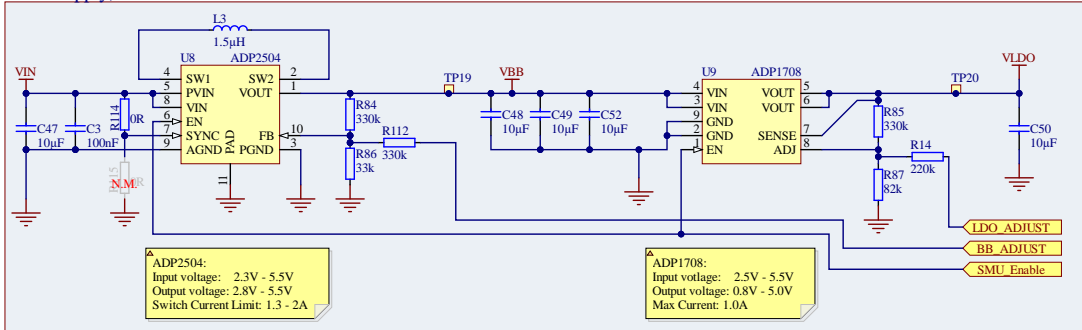 L3
1.5µH
U8 ADP2504
4 SW1 SW2 2
5 PVIN VOUT 1
8 VIN
6 EN
7 SYNC FB 10
9 AGND PGND 3
PAD
11
VIN
R114
0R
C47
10µF
C3
100nF
N.M.
R84
330k
R86
33k
R112
330k
TP19
VBB
C48
10µF
C49
10µF
C52
10µF
U9 ADP1708
4 VIN VOUT 5
3 VIN VOUT 6
9 GND
2 GND SENSE 7
1 EN ADJ 8
R85
330k
R87
82k
R14
220k
TP20
VLDO
C50
10µF
LDO_ADJUST
BB_ADJUST
SMU_Enable
ADP2504:
Input voltage: 2.3V - 5.5V
Output voltage: 2.8V - 5.5V
Switch Current Limit: 1.3 - 2A
ADP1708:
Input votlage: 2.5V - 5.5V
Output voltage: 0.8V - 5.0V
Max Current: 1.0A